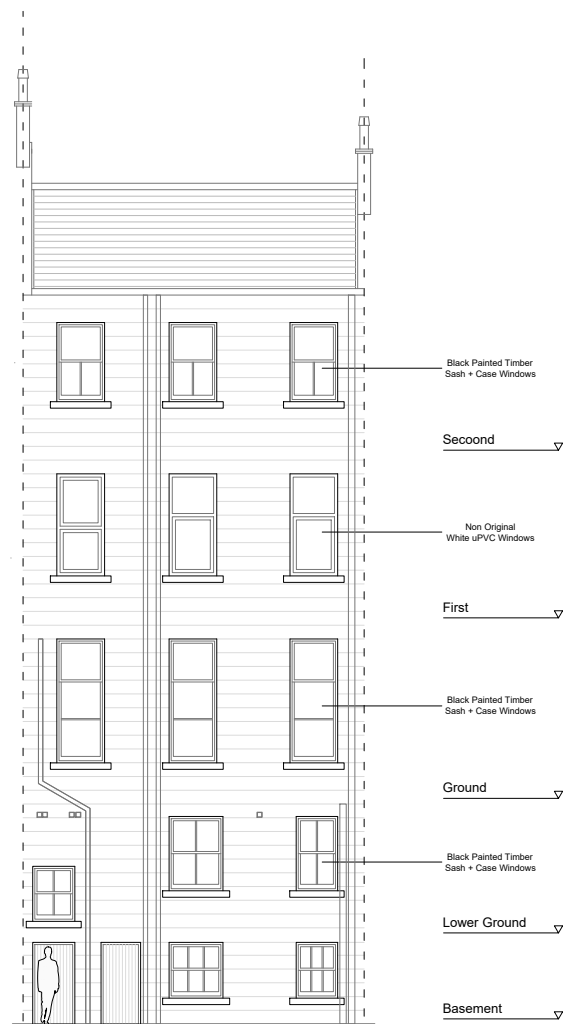 Black Painted Timber
Sash + Case Windows
Secoond
Non Original
White uPVC Windows
First
Black Painted Timber
Sash + Case Windows
Ground
Black Painted Timber
Sash + Case Windows
Lower Ground
Basement